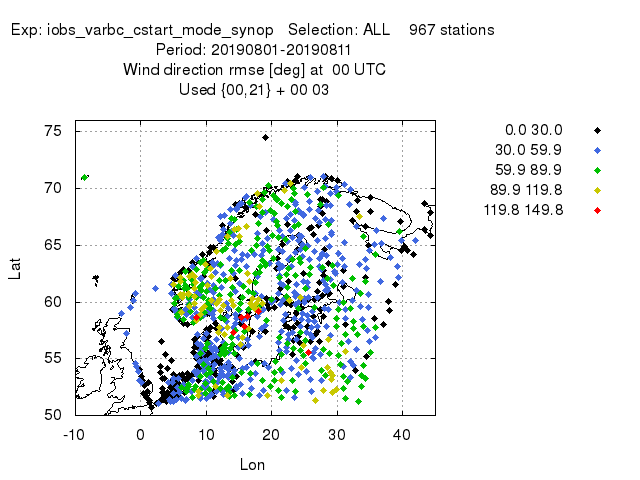 Exp: iobs_varbc_cstart_mode_synop   Selection: ALL    967 stations
Period: 20190801-20190811
Wind direction rmse [deg] at  00 UTC
Used {00,21} + 00 03
0.0 30.0
30.0 59.9
59.9 89.9
89.9 119.8
119.8 149.8
75
70
65
60
55
50
Lat
-10 0 10 20 30 40
Lon